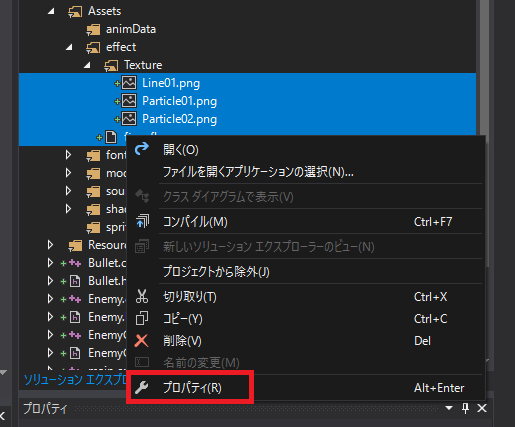 Assets
animData
effect
Texture
Line01.png
Particle01.png
Particle02.png
開く(O)
ファイルを開くアプリケーションの選択(N)...
クラス ダイアグラムで表示(V)
コンパイル(M) Ctrl+F7
新しいソリューション エクスプローラーのビュー(N)
プロジェクトから除外(J)
切り取り(T) Ctrl+X
コピー(Y) Ctrl+C
削除(V) Del
名前の変更(M)
プロパティ(R) Alt+Enter
font
mod
sou
sha
sprit
Resour
Bullet.c
Bullet.h
Enemy.
Enemy.
EnemyG
EnemyG
ソリューション エクスプロ
プロパティ